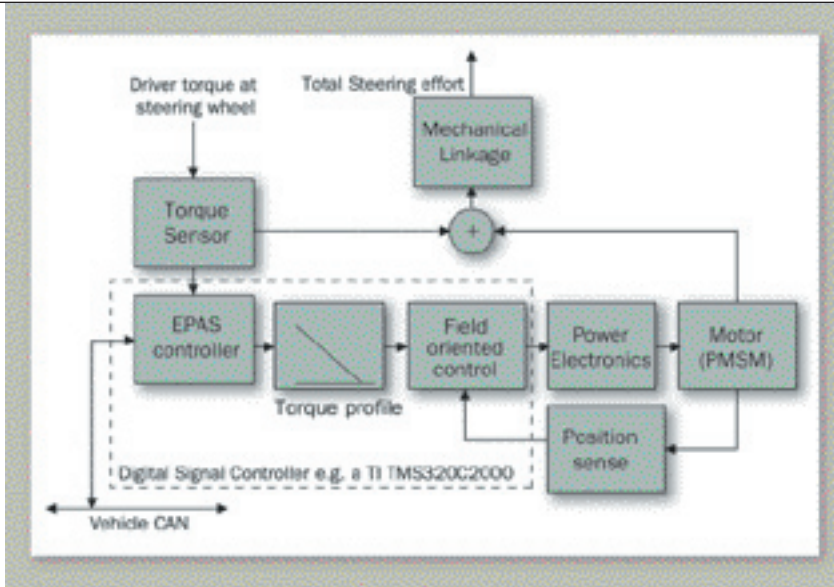 Driver torque at
steering wheel
Total Steering effort
Mechanical
Linkage
Torque
Sensor
+
EPAS
controller
Torque profile
Field
oriented
control
Power
Electronics
Motor
(PMSM)
Position
sense
Digital Signal Controller e.g. a TI TMS320C2000
Vehicle CAN